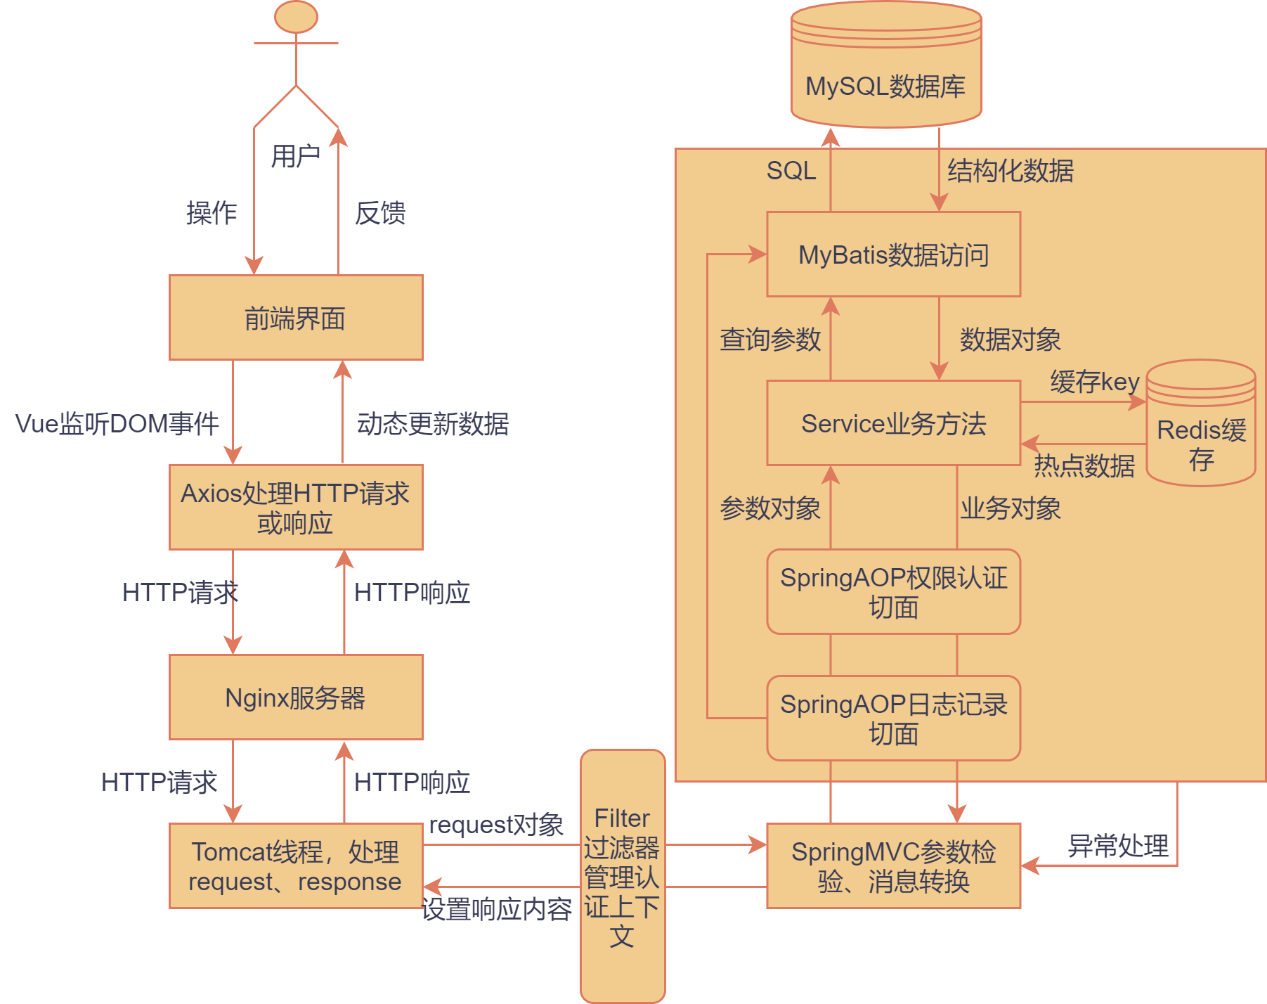 用户
操作
反馈
前端界面
Vue监听DOM事件
动态更新数据
Axios处理HTTP请求
或响应
HTTP请求
HTTP响应
Nginx服务器
HTTP请求
HTTP响应
Tomcat线程，处理
request、response
request对象
设置响应内容
Filter
过滤器
管理认
证上下
文
MySQL数据库
SQL
结构化数据
MyBatis数据访问
查询参数
数据对象
Service业务方法
缓存key
热点数据
Redis缓
存
参数对象
业务对象
SpringAOP权限认证
切面
SpringAOP日志记录
切面
SpringMVC参数检
验、消息转换
异常处理